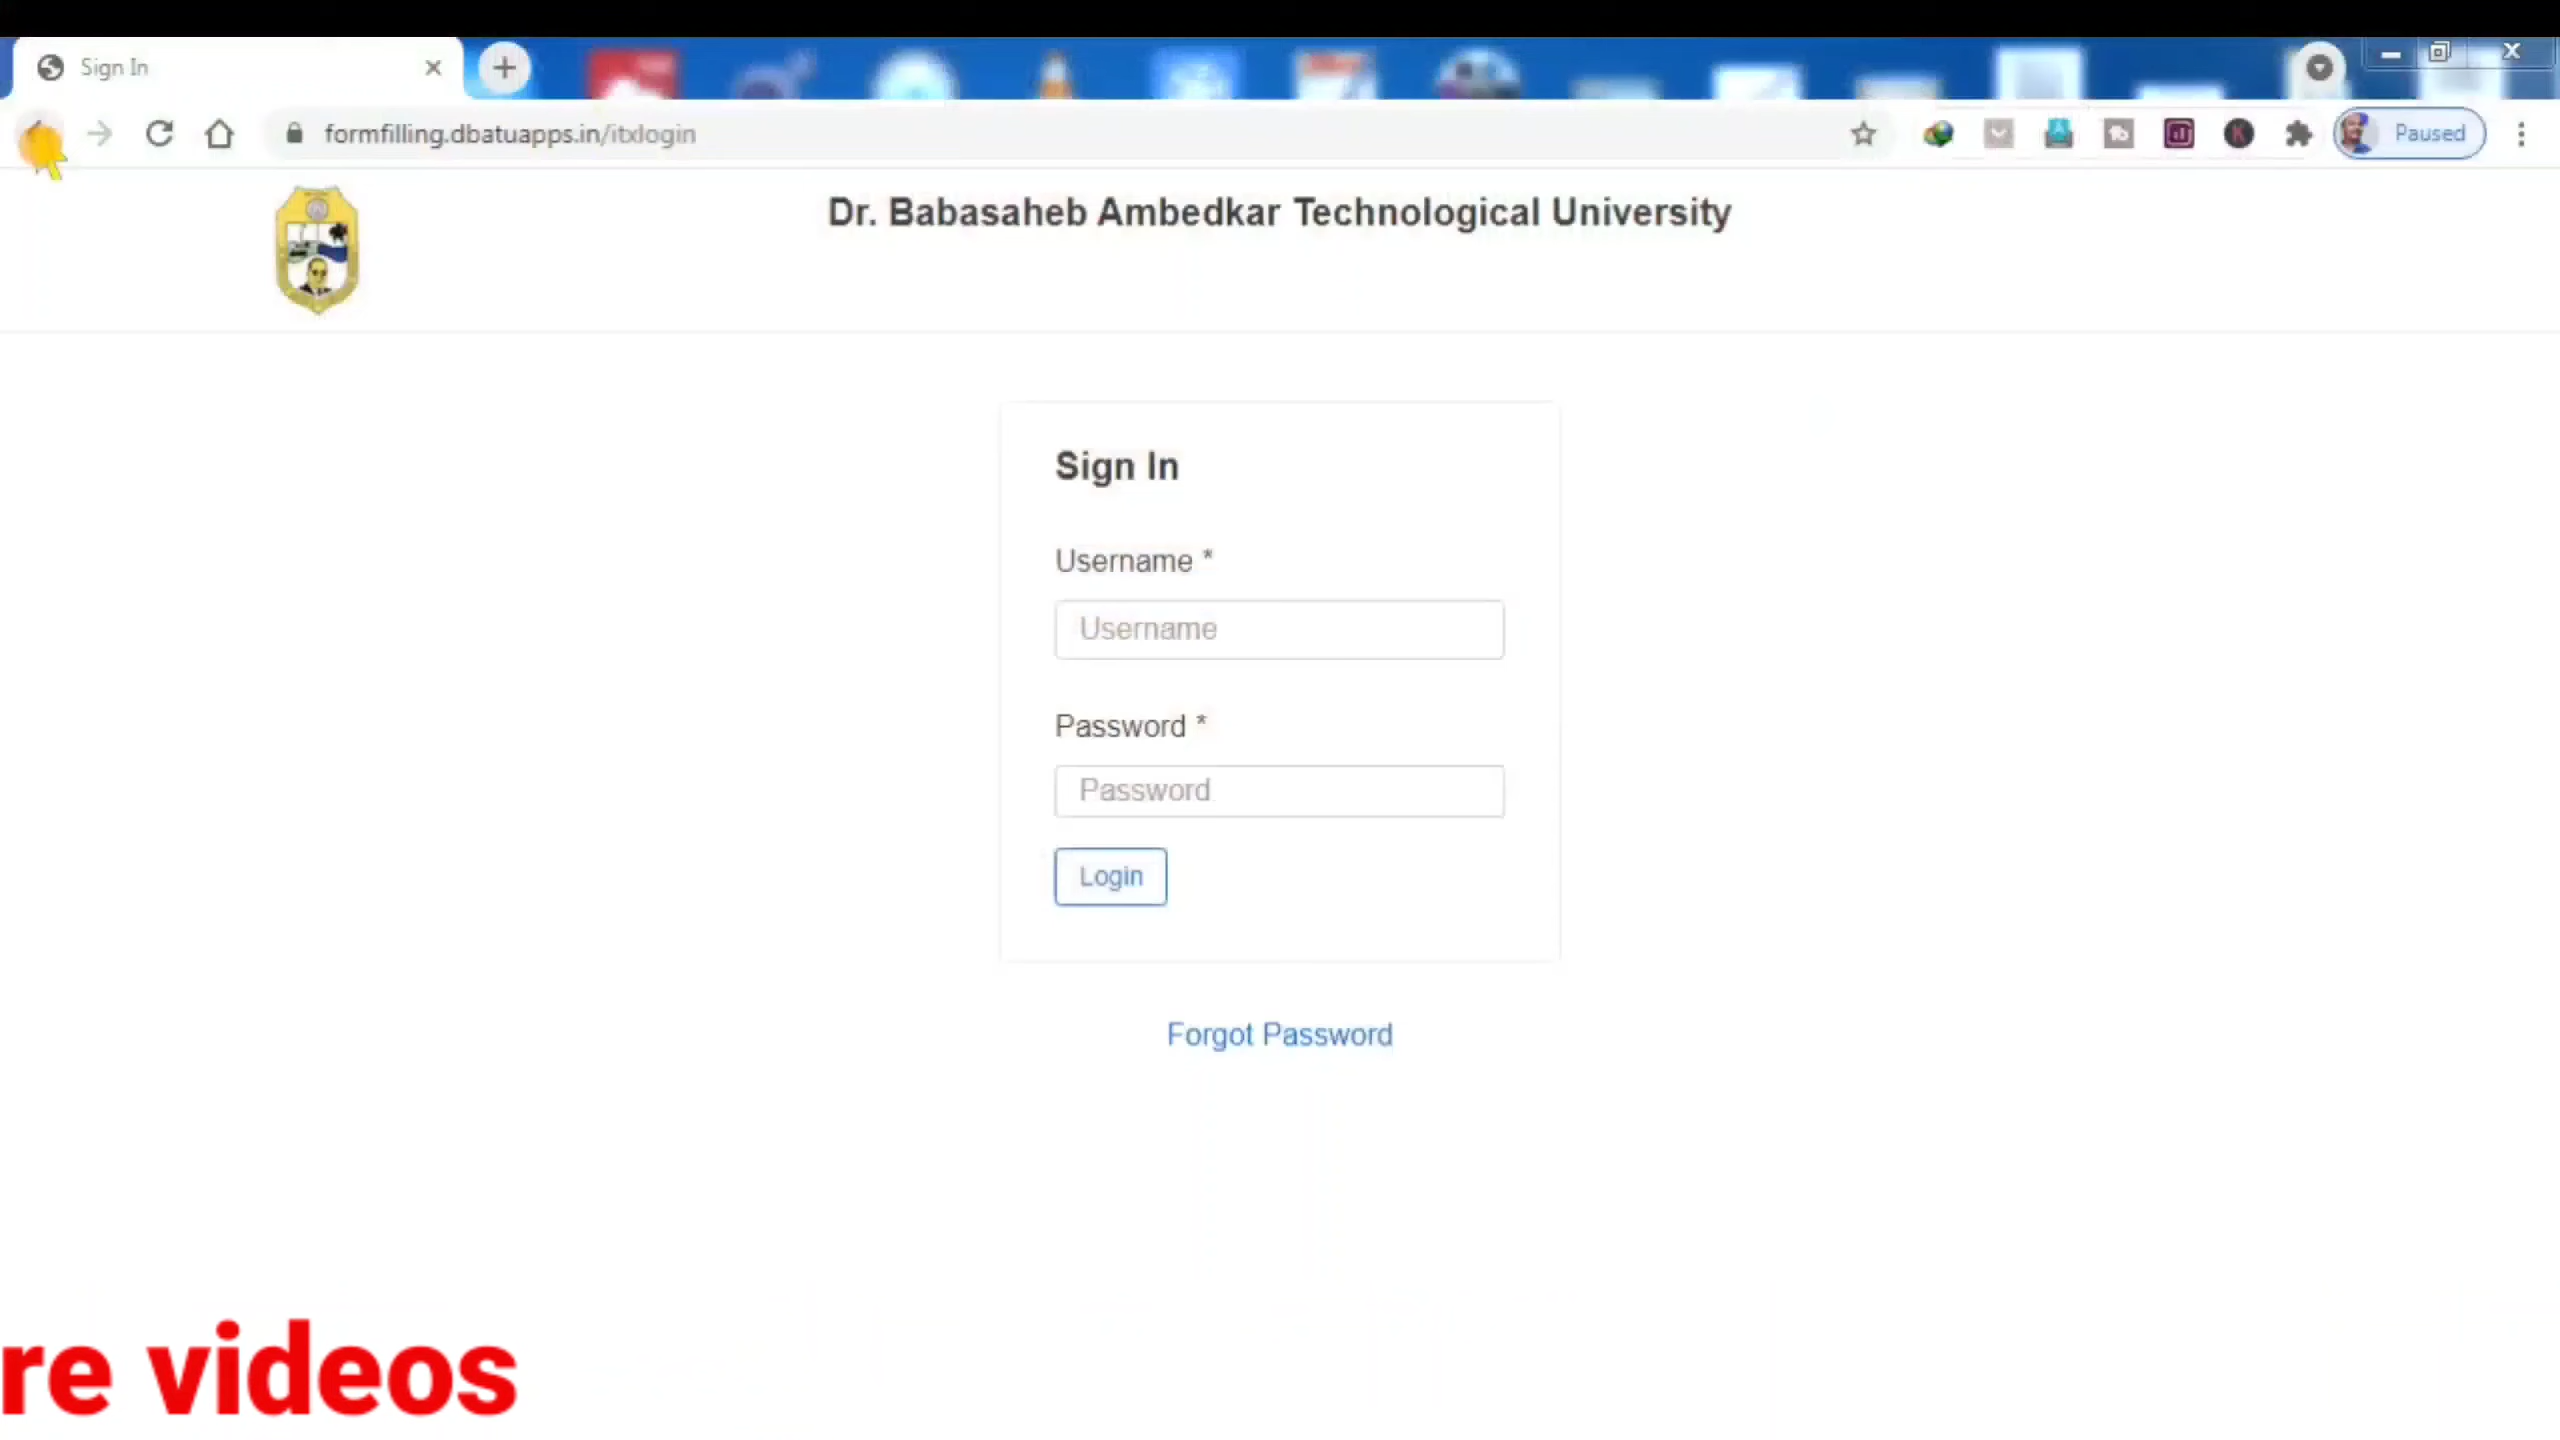 Sign In
formfilling.dbatuapps.in/itxlogin
Paused
Dr. Babasaheb Ambedkar Technological University
Sign In
Username *
Username
Password *
Password
Login
Forgot Password
re videos